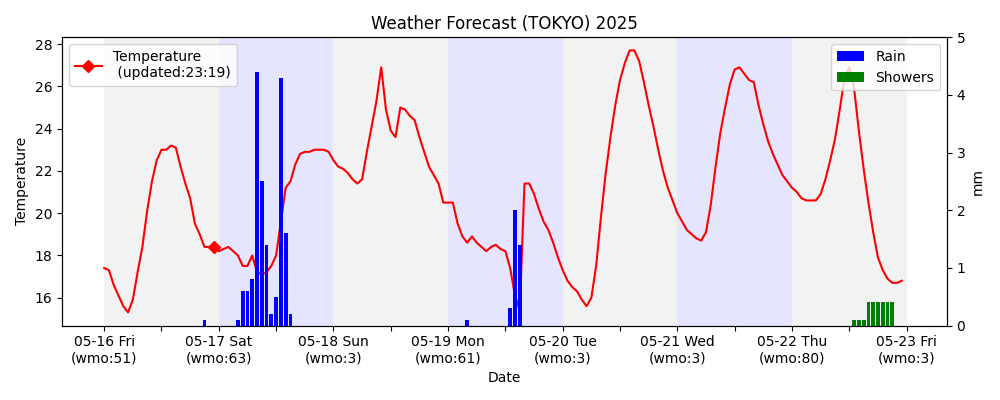 Weather Forecast (TOKYO) 2025
Temperature
(updated:23:19)
Rain
Showers
Temperature
28
26
24
22
20
18
16
5
4
3
2
1
0
mm
05-16 Fri
(wmo:51)
05-17 Sat
(wmo:63)
05-18 Sun
(wmo:3)
05-19 Mon
(wmo:61)
05-20 Tue
(wmo:3)
05-21 Wed
(wmo:3)
05-22 Thu
(wmo:80)
05-23 Fri
(wmo:3)
Date